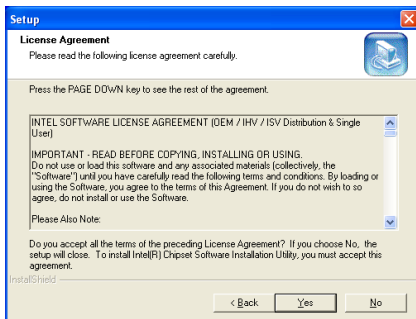 Setup
License Agreement
Please read the following license agreement carefully.
Press the PAGE DOWN key to see the rest of the agreement.
INTEL SOFTWARE LICENSE AGREEMENT (OEM / IHV / ISV Distribution & Single
User)
IMPORTANT - READ BEFORE COPYING, INSTALLING OR USING.
Do not use or load this software and any associated materials (collectively, the
"Software") until you have carefully read the following terms and conditions. By loading or
using the Software, you agree to the terms of this Agreement. If you do not wish to so
agree, do not install or use the Software.
Please Also Note:
Do you accept all the terms of the preceding License Agreement? If you choose No, the
setup will close. To install Intel(R) Chipset Software Installation Utility, you must accept this
agreement.
InstallShield
< Back Yes No